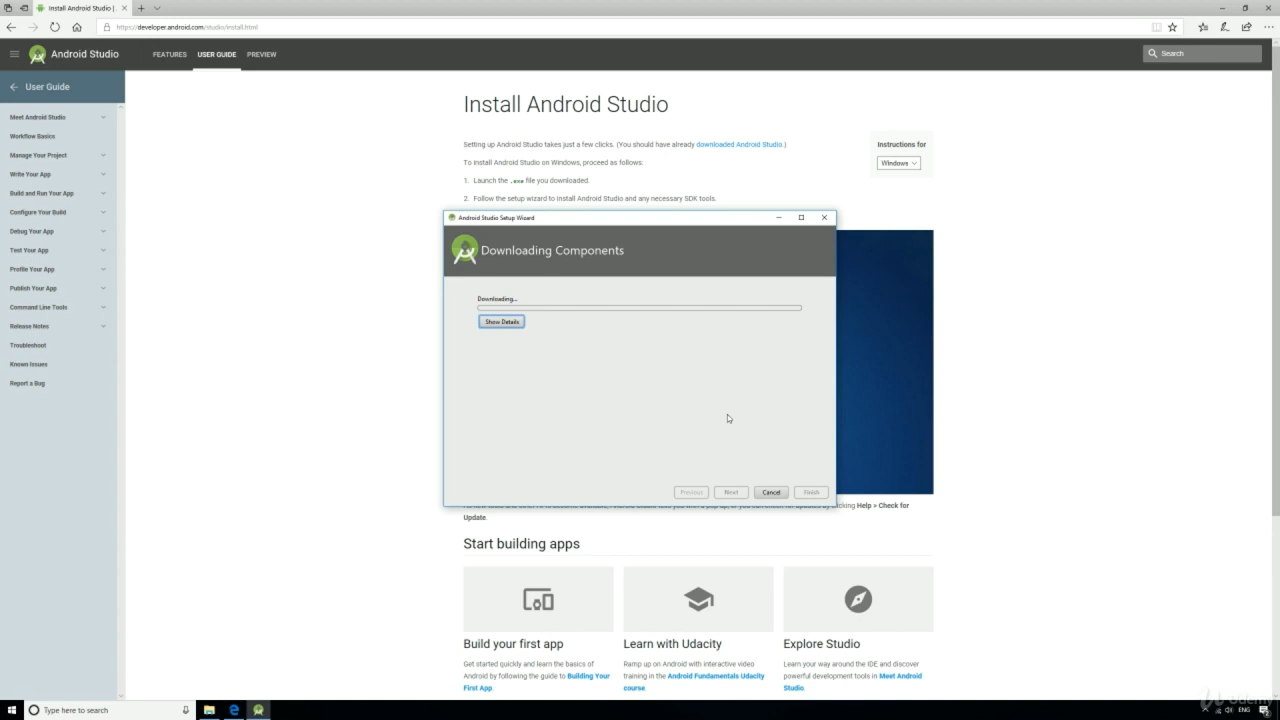 Android Studio Install | .
https://developer.android.com/studio/install.html
Android Studio
FEATURES
USER GUIDE
PREVIEW
Search
User Guide
Meet Android Studio
Workflow Basics
Manage Your Project
Write Your App
Build and Run Your App
Configure Your Build
Debug Your App
Test Your App
Profile Your App
Publish Your App
Command Line Tools
Release Notes
Troubleshoot
Known Issues
Report a Bug
Install Android Studio
Setting up Android Studio takes just a few clicks. (You should have already downloaded Android Studio.)
To install Android Studio on Windows, proceed as follows:
1. Launch the .exe file you downloaded.
2. Follow the setup wizard to install Android Studio and any necessary SDK tools.
Instructions for
Windows
Android Studio Setup Wizard
Downloading Components
Downloading...
Show Details
Previous
Next
Cancel
Finish
clicking Help > Check for
Update.
Start building apps
Build your first app
Get started quickly and learn the basics of
Android by following the guide to Building Your
First App.
Learn with Udacity
Ramp up on Android with interactive video
training in the Android Fundamentals Udacity
course.
Explore Studio
Learn your way around the IDE and discover
powerful development tools in Meet Android
Studio.
Type here to search
ENG
Udemy